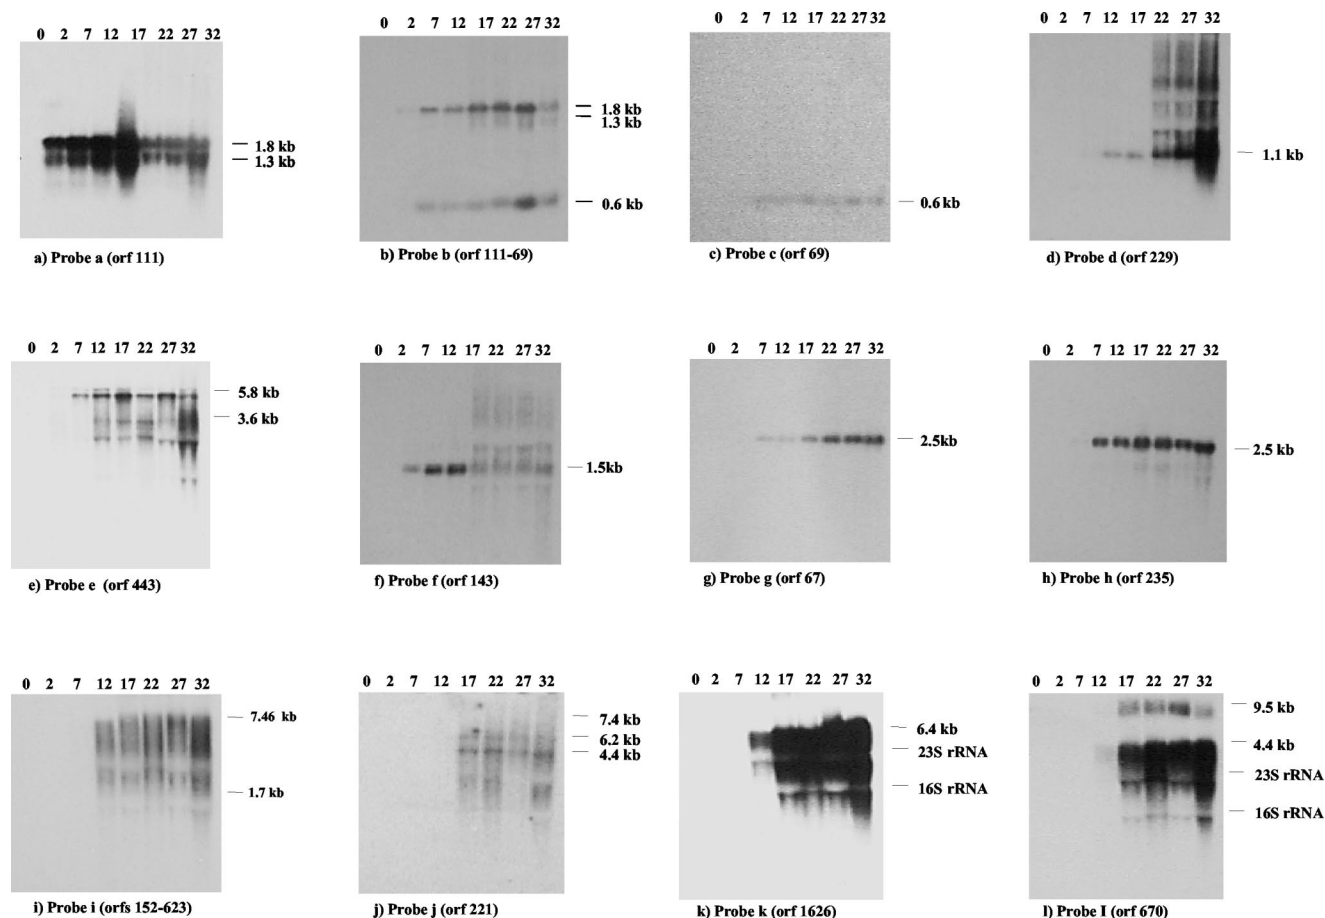 0 2 7 12 17 22 27 32
1.8 kb
1.3 kb
a) Probe a (orf 111)
0 2 7 12 17 22 27 32
1.8 kb
1.3 kb
0.6 kb
b) Probe b (orf 111-69)
0 2 7 12 17 22 27 32
0.6 kb
c) Probe c (orf 69)
0 2 7 12 17 22 27 32
1.1 kb
d) Probe d (orf 229)
0 2 7 12 17 22 27 32
5.8 kb
3.6 kb
e) Probe e (orf 443)
0 2 7 12 17 22 27 32
1.5kb
f) Probe f (orf 143)
0 2 7 12 17 22 27 32
2.5kb
g) Probe g (orf 67)
0 2 7 12 17 22 27 32
2.5 kb
h) Probe h (orf 235)
0 2 7 12 17 22 27 32
7.46 kb
1.7 kb
i) Probe i (orfs 152-623)
0 2 7 12 17 22 27 32
7.4 kb
6.2 kb
4.4 kb
j) Probe j (orf 221)
0 2 7 12 17 22 27 32
6.4 kb
23S rRNA
16S rRNA
k) Probe k (orf 1626)
0 2 7 12 17 22 27 32
9.5 kb
4.4 kb
23S rRNA
16S rRNA
l) Probe I (orf 670)